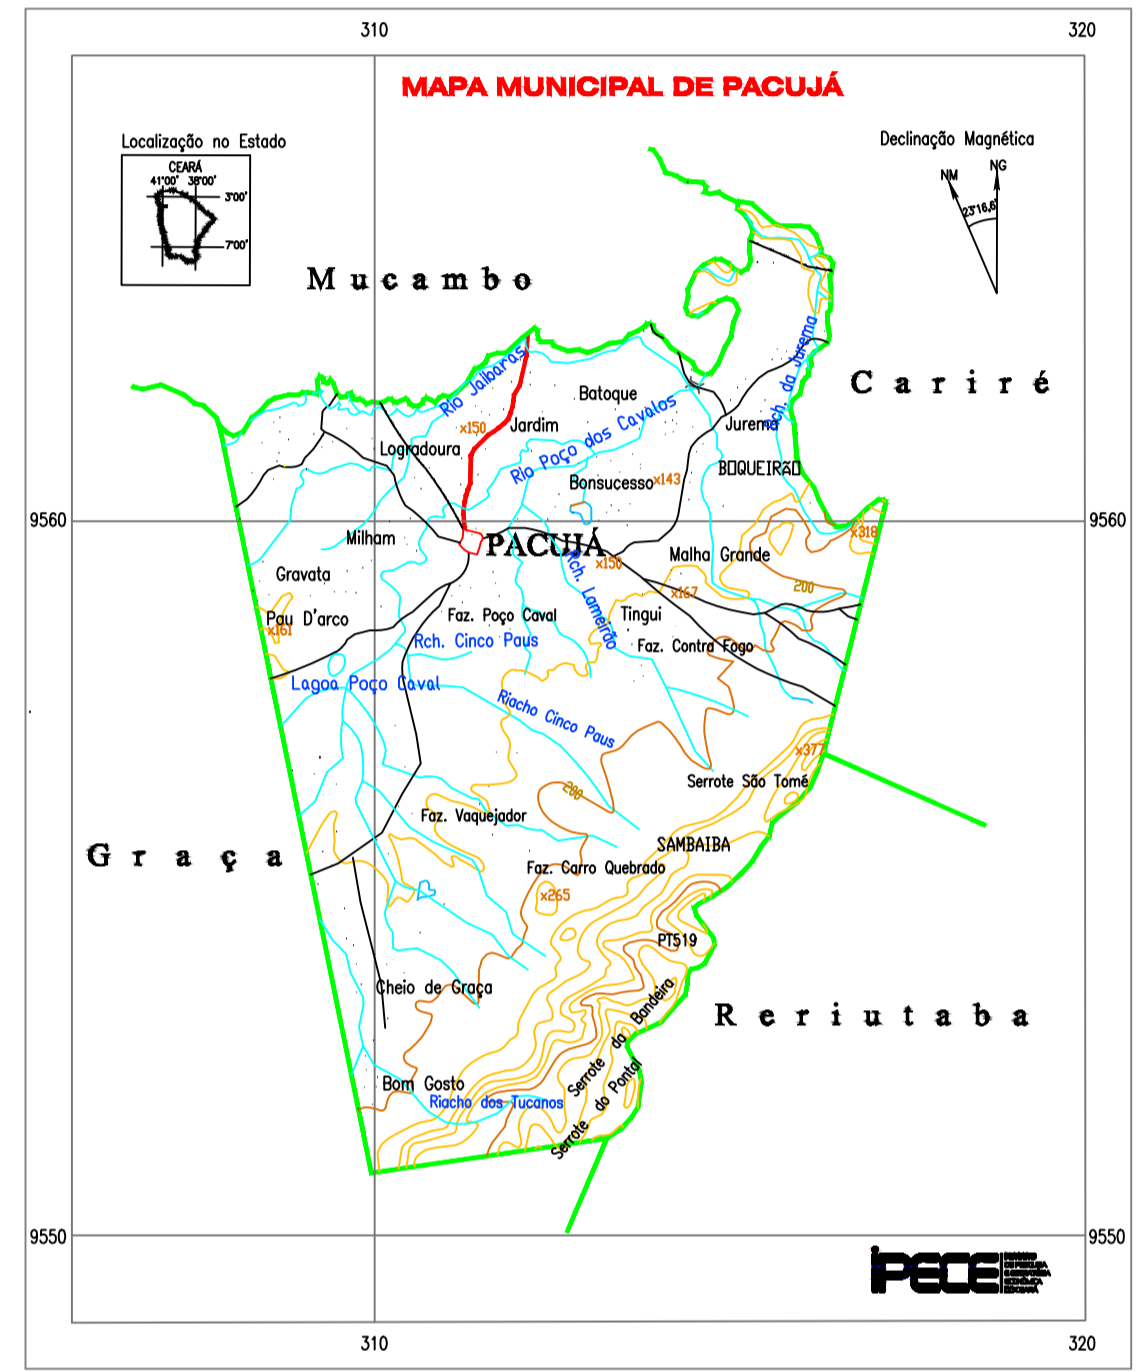 310
320
MAPA MUNICIPAL DE PACUJÁ
Localização no Estado
CEARÁ
41°00' 38°00'
3°00'
7°00'
Declinação Magnética
NM
NG
23°16,6'
Mucambo
Rch. da Jurema
Cariré
Rio Jaibaras
Batoque
x150
Jardim
Rio Poço dos Cavalos
Jurema
Logradoura
BOQUEIRãO
Bonsucesso
x143
9560
9560
x318
Milham
PACUJÁ
Malha Grande
x150
Rch. Lameirão
Gravata
200
x167
Pau D'arco
Faz. Poço Caval
Tingui
x161
Rch. Cinco Paus
Faz. Contra Fogo
Lagoa Poço Caval
Riacho Cinco Paus
x377
Serrote São Tomé
200
Faz. Vaquejador
SAMBAIBA
Graça
Faz. Carro Quebrado
x265
PT519
Cheio de Graça
Serrote da Bandeira
Reriutaba
Bom Gosto
Riacho dos Tucanos
Serrote do Pontal
9550
9550
IPECE
310
320